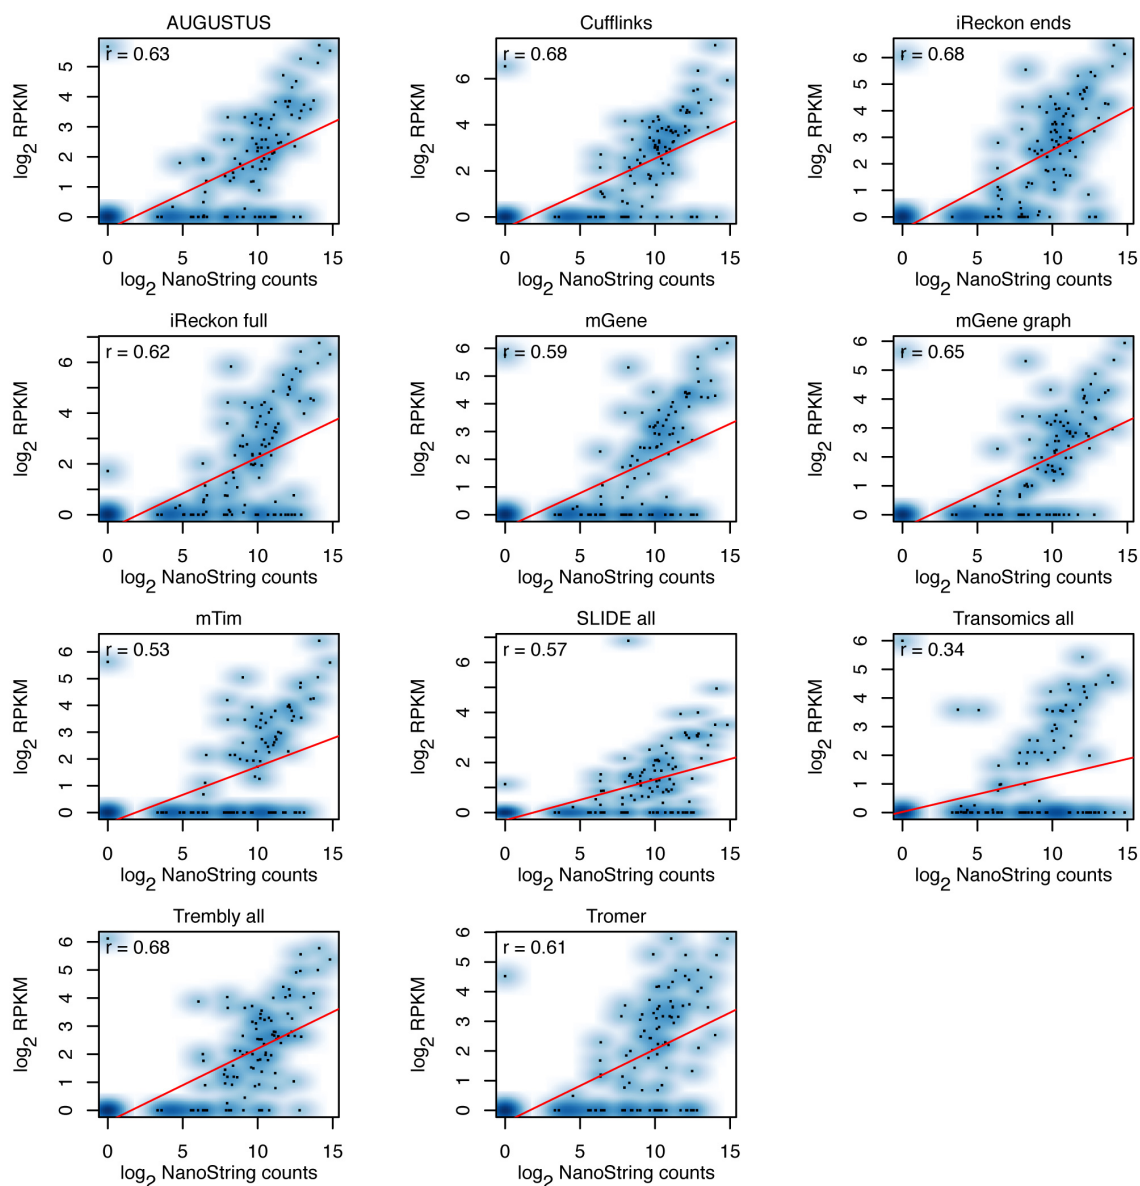 AUGUSTUS
r = 0.63
log2 RPKM
5
4
3
2
1
0
0 5 10 15
log2 NanoString counts
Cufflinks
r = 0.68
log2 RPKM
6
4
2
0
0 5 10 15
log2 NanoString counts
iReckon ends
r = 0.68
log2 RPKM
6
5
4
3
2
1
0
0 5 10 15
log2 NanoString counts
iReckon full
r = 0.62
log2 RPKM
6
4
2
0
0 5 10 15
log2 NanoString counts
mGene
r = 0.59
log2 RPKM
6
5
4
3
2
1
0
0 5 10 15
log2 NanoString counts
mGene graph
r = 0.65
log2 RPKM
6
5
4
3
2
1
0
0 5 10 15
log2 NanoString counts
mTim
r = 0.53
log2 RPKM
6
5
4
3
2
1
0
0 5 10 15
log2 NanoString counts
SLIDE all
r = 0.57
log2 RPKM
6
4
2
0
0 5 10 15
log2 NanoString counts
Transomics all
r = 0.34
log2 RPKM
6
5
4
3
2
1
0
0 5 10 15
log2 NanoString counts
Trembly all
r = 0.68
log2 RPKM
6
5
4
3
2
1
0
0 5 10 15
log2 NanoString counts
Tromer
r = 0.61
log2 RPKM
6
5
4
3
2
1
0
0 5 10 15
log2 NanoString counts